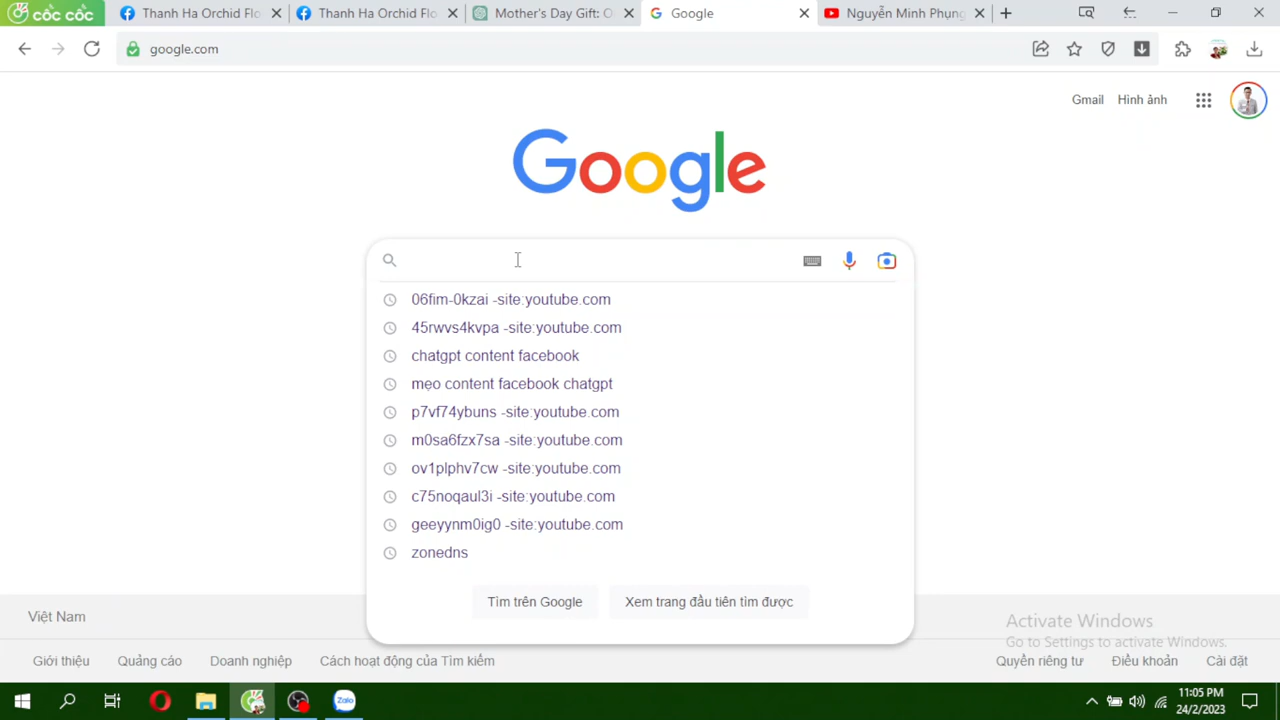 cốc cốc
Thanh Ha Orchid Flo
Thanh Ha Orchid Flo
Mother's Day Gift: O
Google
Nguyễn Minh Phụng
google.com
Gmail
Hình ảnh
Google
06fim-0kzai -site:youtube.com
45rwvs4kvpa -site:youtube.com
chatgpt content facebook
mẹo content facebook chatgpt
p7vf74ybuns -site:youtube.com
m0sa6fzx7sa -site:youtube.com
ov1plphv7cw -site:youtube.com
c75noqaul3i -site:youtube.com
geeyynm0ig0 -site:youtube.com
zonedns
Tìm trên Google
Xem trang đầu tiên tìm được
Việt Nam
Activate Windows
Go to Settings to activate Windows.
Giới thiệu
Quảng cáo
Doanh nghiệp
Cách hoạt động của Tìm kiếm
Quyền riêng tư
Điều khoản
Cài đặt
Zalo
11:05 PM
24/2/2023